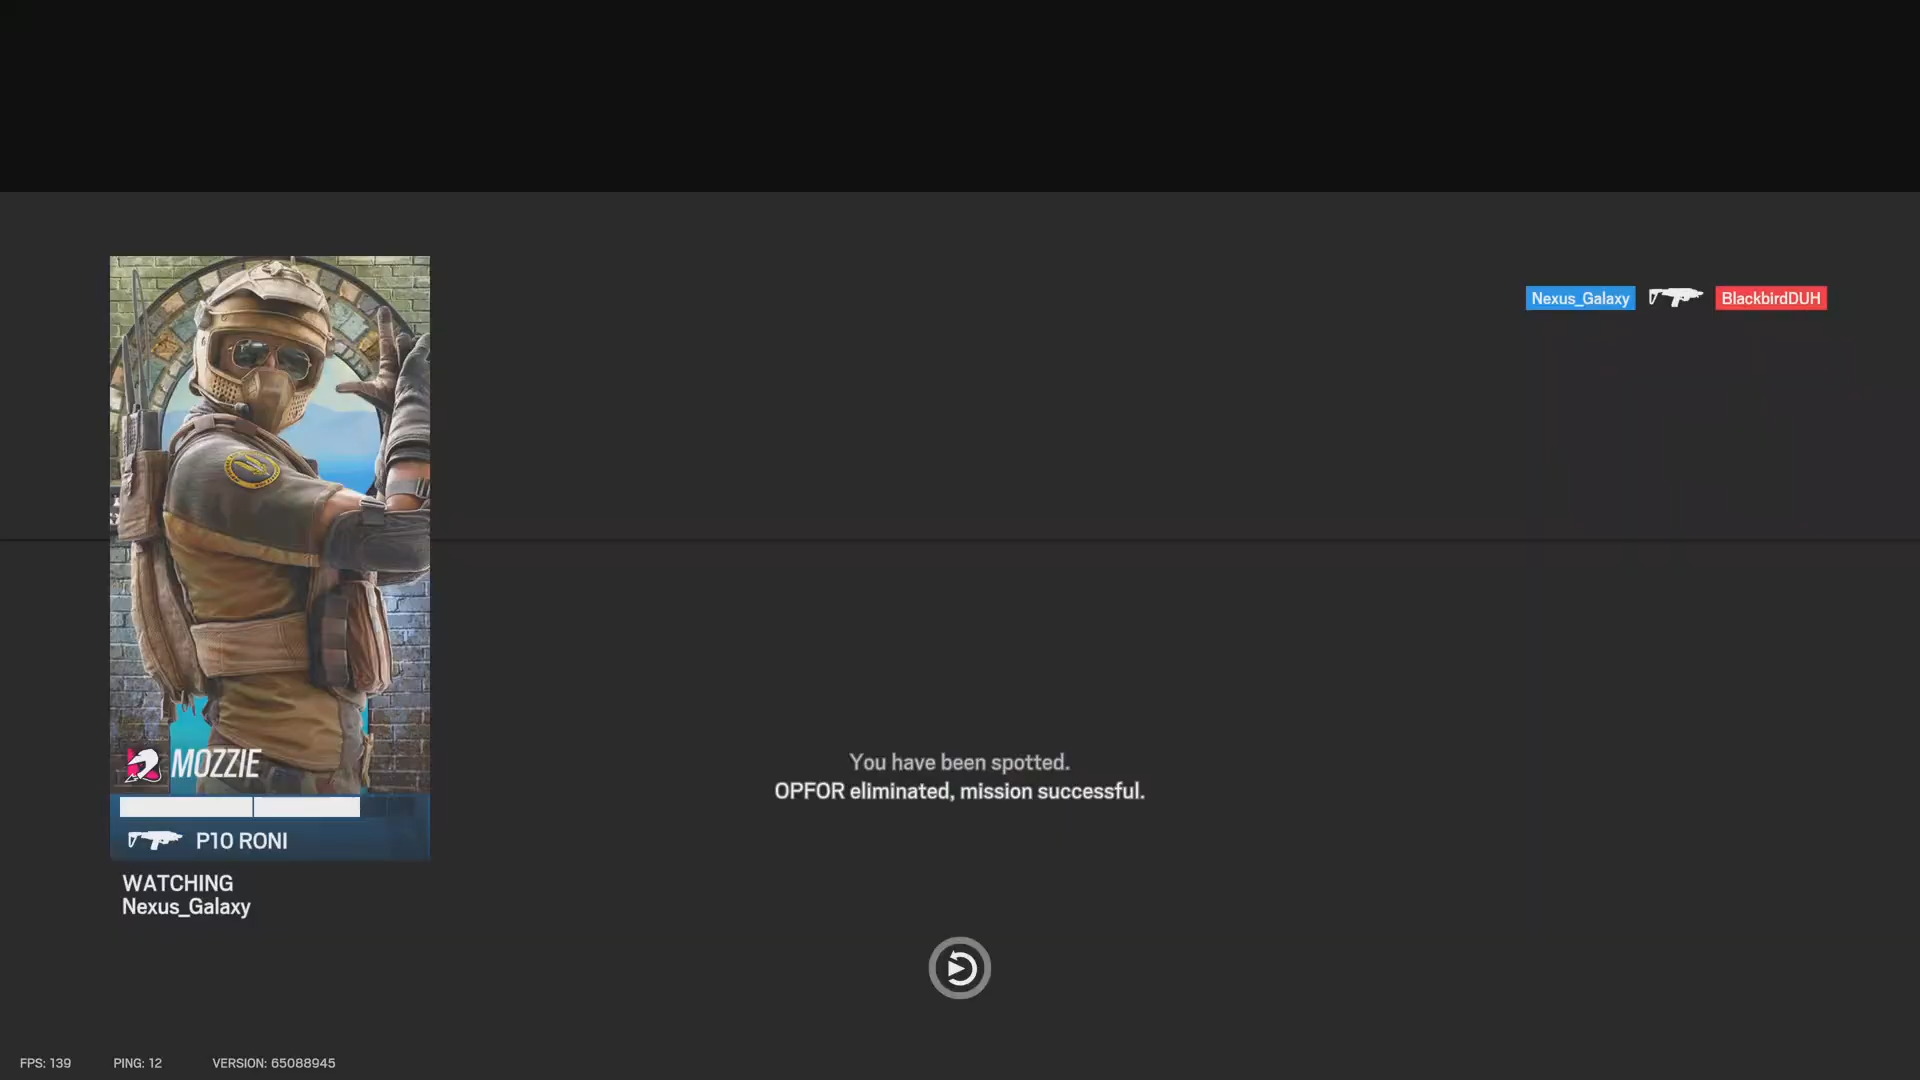 Nexus_Galaxy BlackbirdDUH
MOZZIE
P10 RONI
WATCHING
Nexus_Galaxy
You have been spotted.
OPFOR eliminated, mission successful.
FPS: 139 PING: 12 VERSION: 65088945